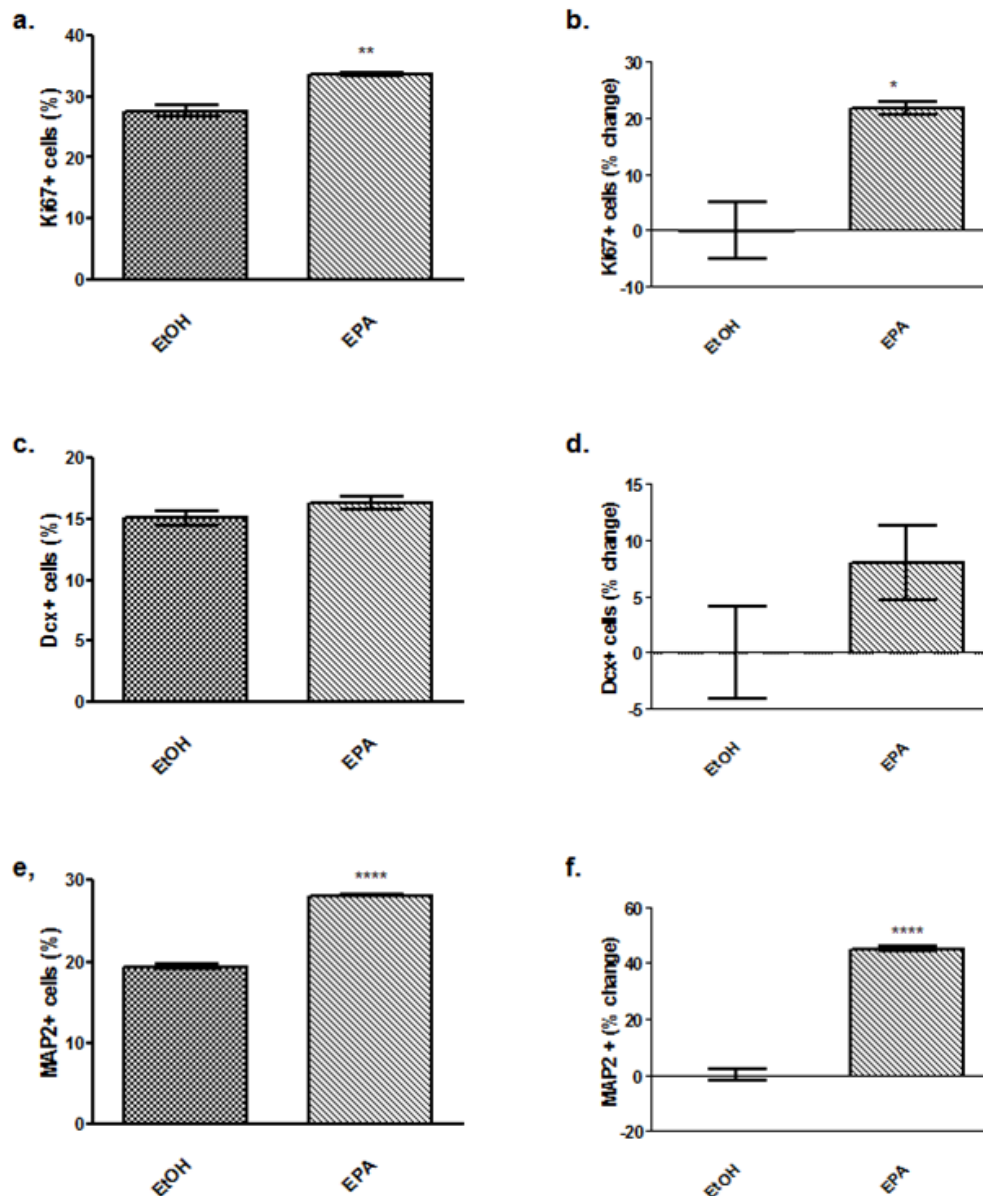 a.
**
Ki67+ cells (%)
40
30
20
10
0
EtOH
EPA
b.
*
Ki67+ cells (% change)
30
20
10
0
-10
EtOH
EPA
c.
Dcx+ cells (%)
20
15
10
5
0
EtOH
EPA
d.
Dcx+ cells (% change)
15
10
5
0
-5
EtOH
EPA
e,
****
MAP2+ cells (%)
30
20
10
0
EtOH
EPA
f.
****
MAP2 + (% change)
60
40
20
0
-20
EtOH
EPA